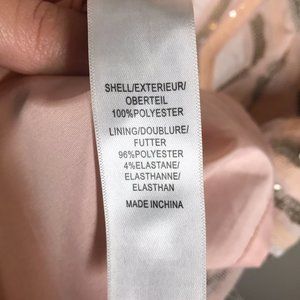 SHELL/EXTERIEUR/
OBERTEIL
100%POLYESTER
LINING/DOUBLURE/
FUTTER
96%POLYESTER
4%ELASTANE/
ELASTHANNE/
ELASTHAN
MADE INCHINA